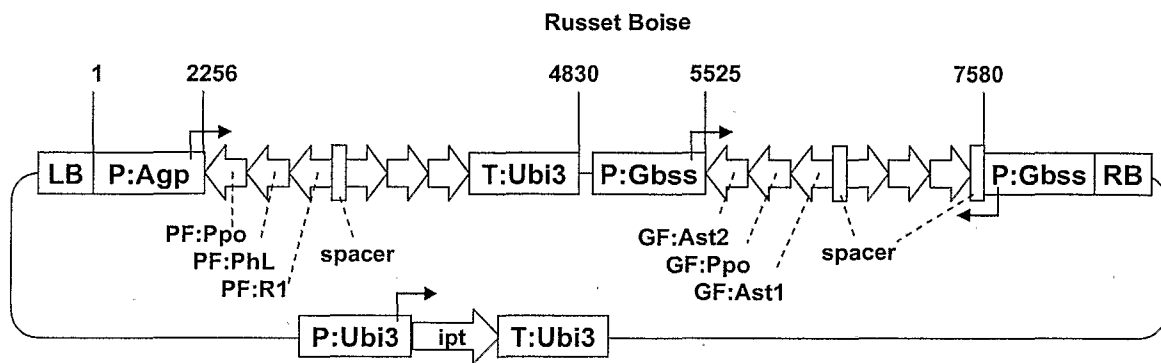 Russet Boise
1 2256 4830 5525 7580
LB P:Agp T:Ubi3 P:Gbss P:Gbss RB
PF:Ppo
PF:PhL
PF:R1
spacer
GF:Ast2
GF:Ppo
GF:Ast1
spacer
P:Ubi3 ipt T:Ubi3